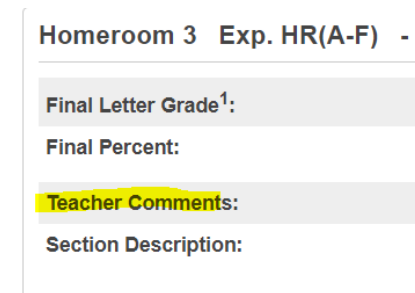 Homeroom 3 Exp. HR(A-F) -
Final Letter Grade¹:
Final Percent:
Teacher Comments:
Section Description: